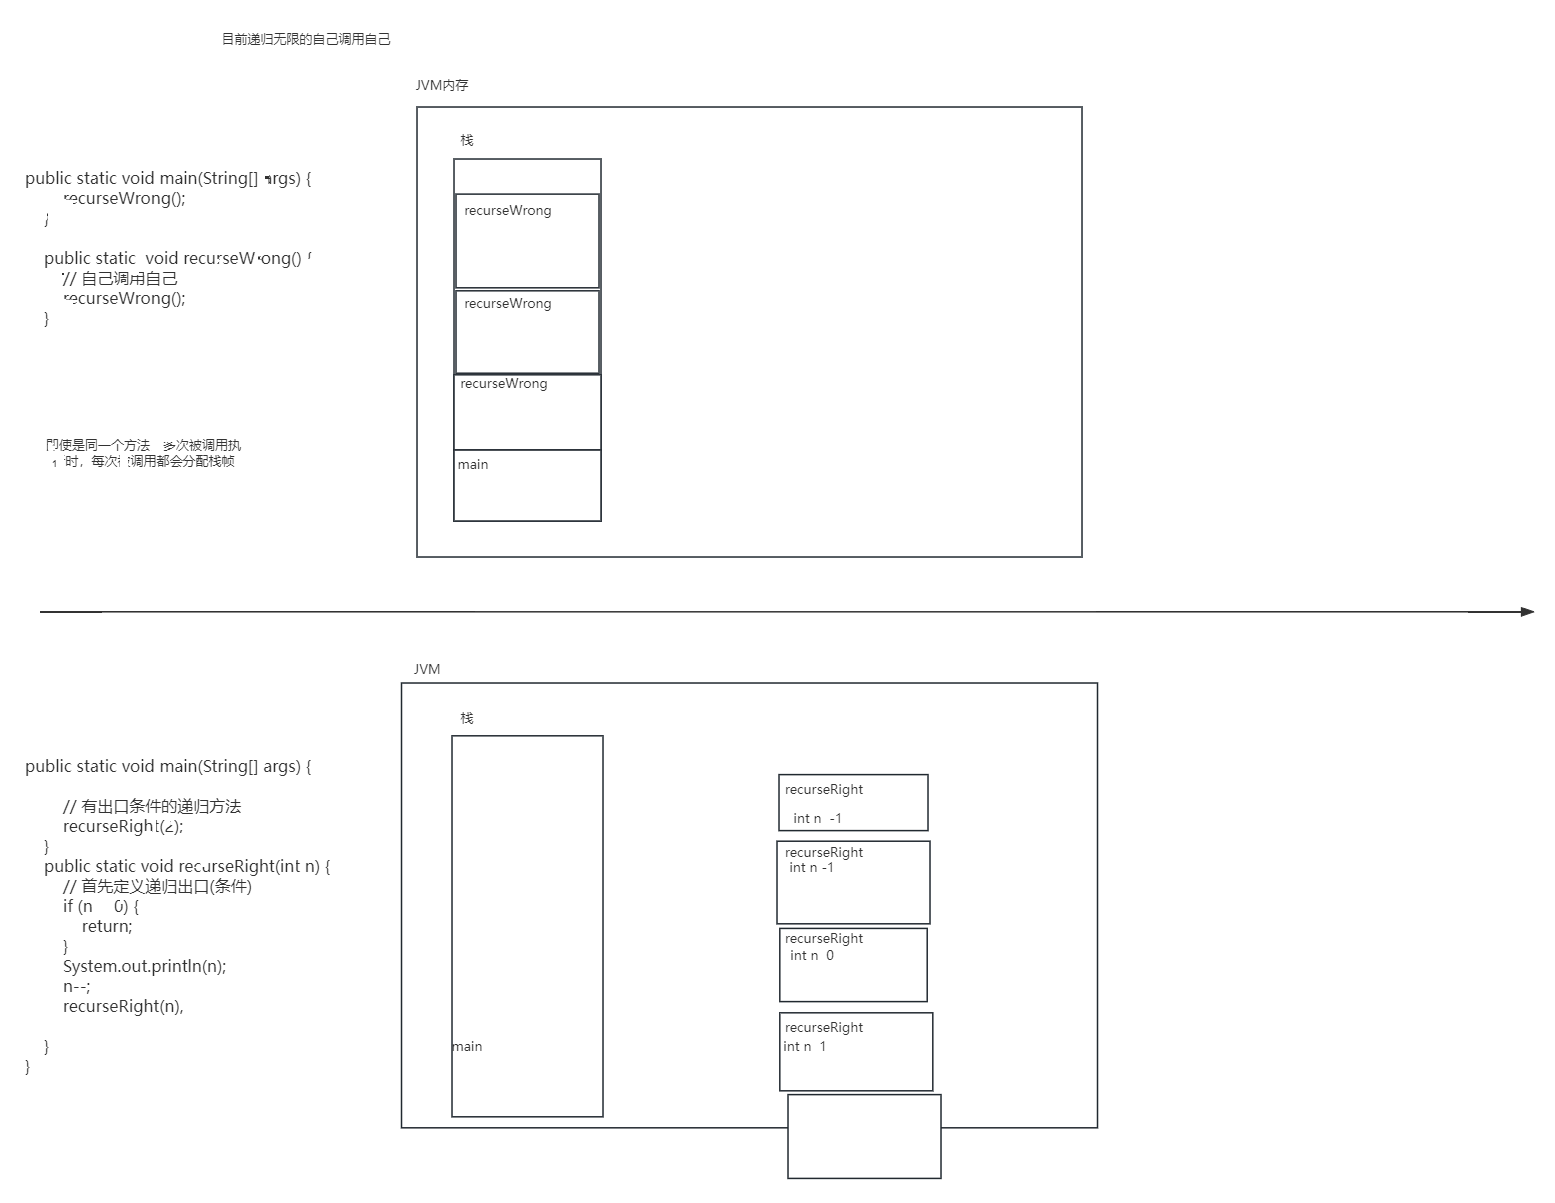 目前递归无限的自己调用自己
JVM内存
栈
public static void main(String[] args) {
recurseWrong();
}
public static void recurseWrong() {
// 自己调用自己
recurseWrong();
}
recurseWrong
recurseWrong
recurseWrong
main
即使是同一个方法 多次被调用执
行时，每次被调用都会分配栈帧
JVM
栈
public static void main(String[] args) {
// 有出口条件的递归方法
recurseRight(2);
}
public static void recurseRight(int n) {
// 首先定义递归出口(条件)
if (n 0) {
return;
}
System.out.println(n);
n--;
recurseRight(n),
}
}
main
recurseRight
int n -1
recurseRight
int n -1
recurseRight
int n 0
recurseRight
int n 1